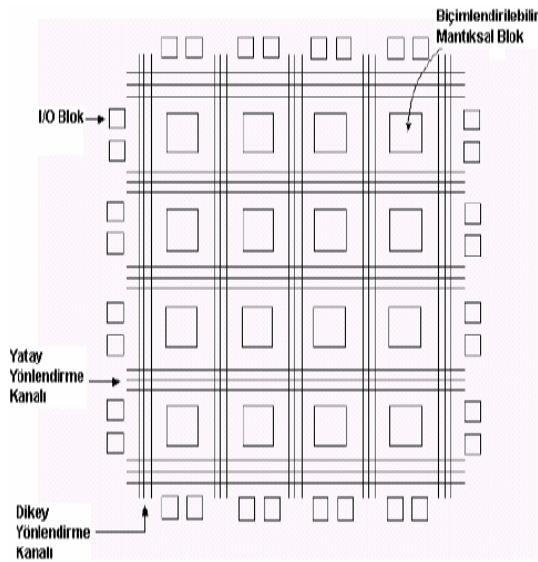 Biçimlendirilebilir
Mantıksal Blok
I/O Blok
Yatay
Yönlendirme
Kanalı
Dikey
Yönlendirme
Kanalı